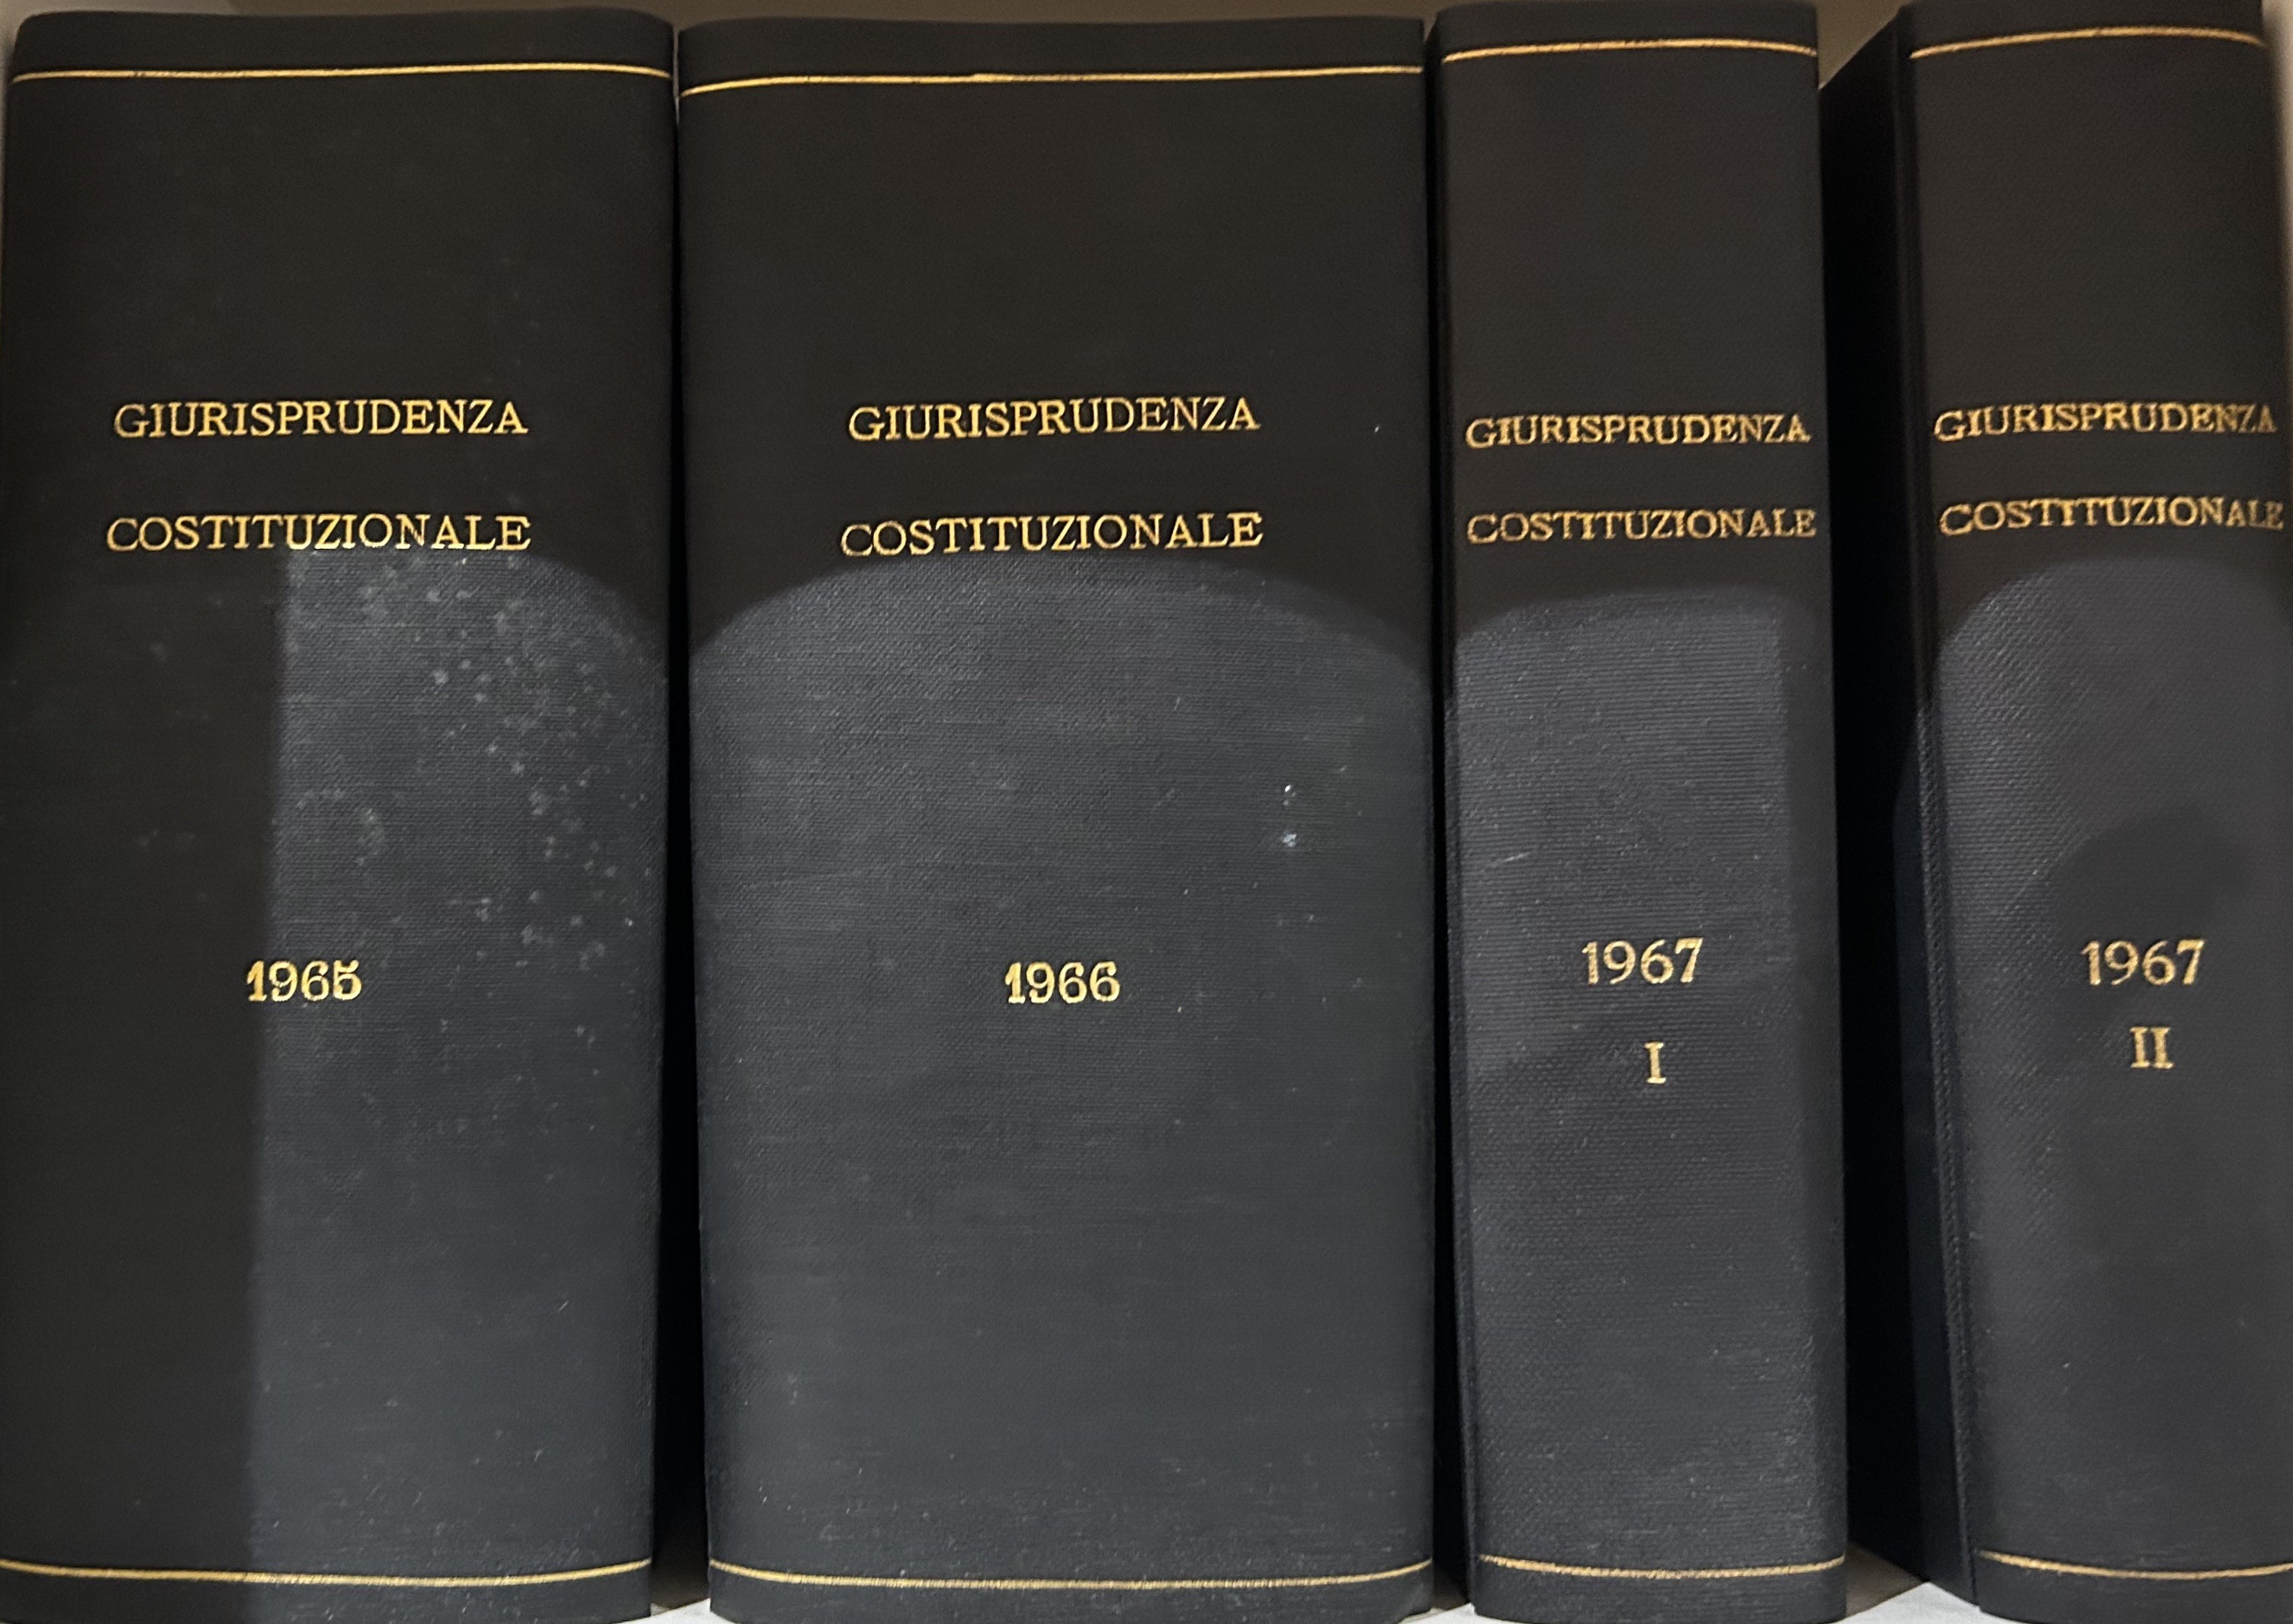 GIURISPRUDENZA
COSTITUZIONALE
1965
GIURISPRUDENZA
COSTITUZIONALE
1966
GIURISPRUDENZA
COSTITUZIONALE
1967
I
GIURISPRUDENZA
COSTITUZIONALE
1967
II